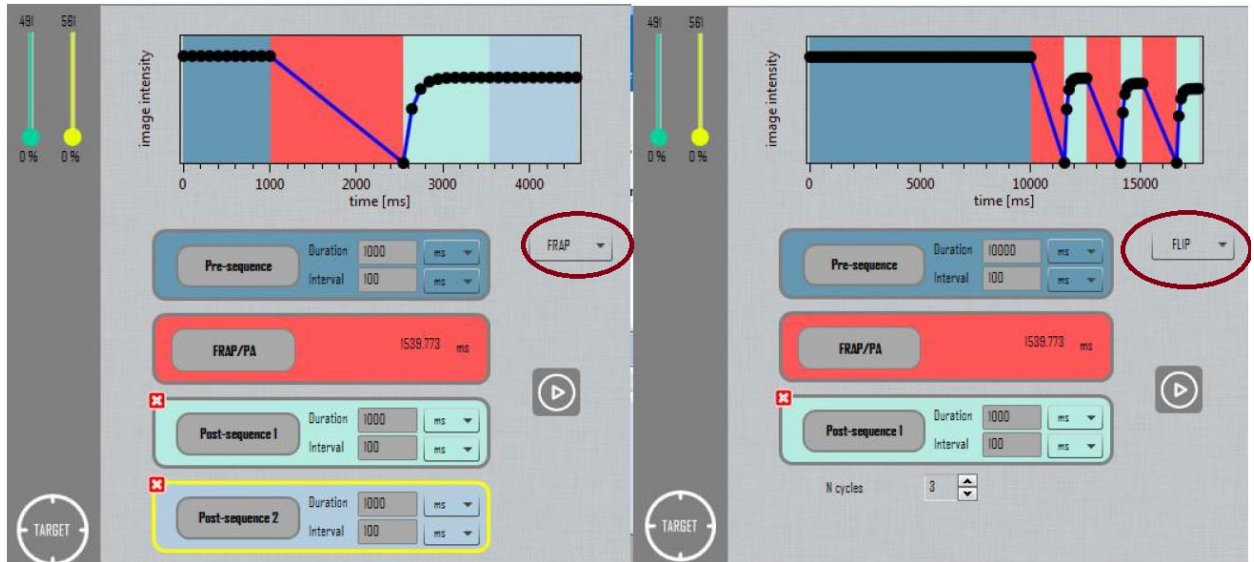 491 561
0 % 0 %
image intensity
0 1000 2000 3000 4000
time [ms]
FRAP
Pre-sequence
Duration 1000 ms
Interval 100 ms
FRAP/PA 1539.773 ms
Post-sequence 1
Duration 1000 ms
Interval 100 ms
Post-sequence 2
Duration 1000 ms
Interval 100 ms
TARGET
491 561
0 % 0 %
image intensity
0 5000 10000 15000
time [ms]
FLIP
Pre-sequence
Duration 10000 ms
Interval 100 ms
FRAP/PA 1539.773 ms
Post-sequence 1
Duration 1000 ms
Interval 100 ms
N cycles 3
TARGET